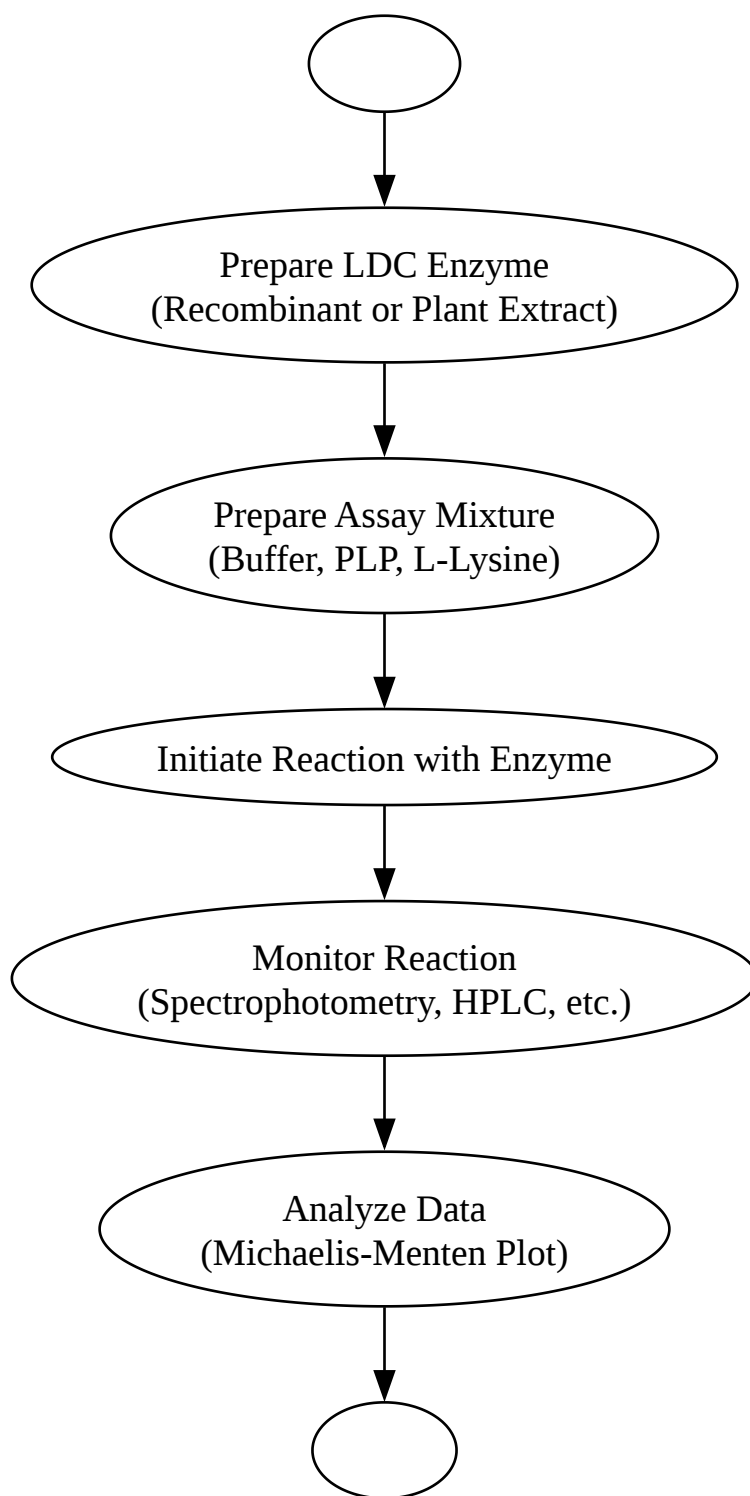 Prepare LDC Enzyme
(Recombinant or Plant Extract)
Prepare Assay Mixture
(Buffer, PLP, L-Lysine)
Initiate Reaction with Enzyme
Monitor Reaction
(Spectrophotometry, HPLC, etc.)
Analyze Data
(Michaelis-Menten Plot)